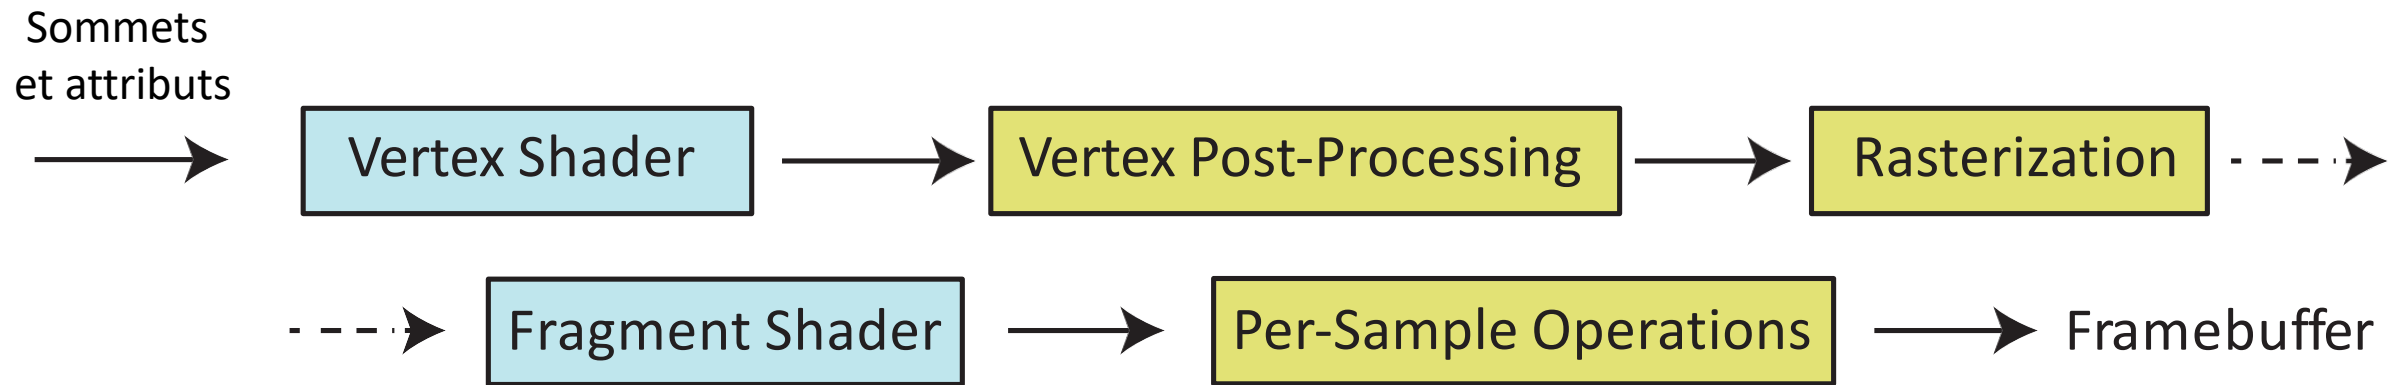 Sommets
et attributs
Vertex Shader
Vertex Post-Processing
Rasterization
Fragment Shader
Per-Sample Operations
Framebuffer